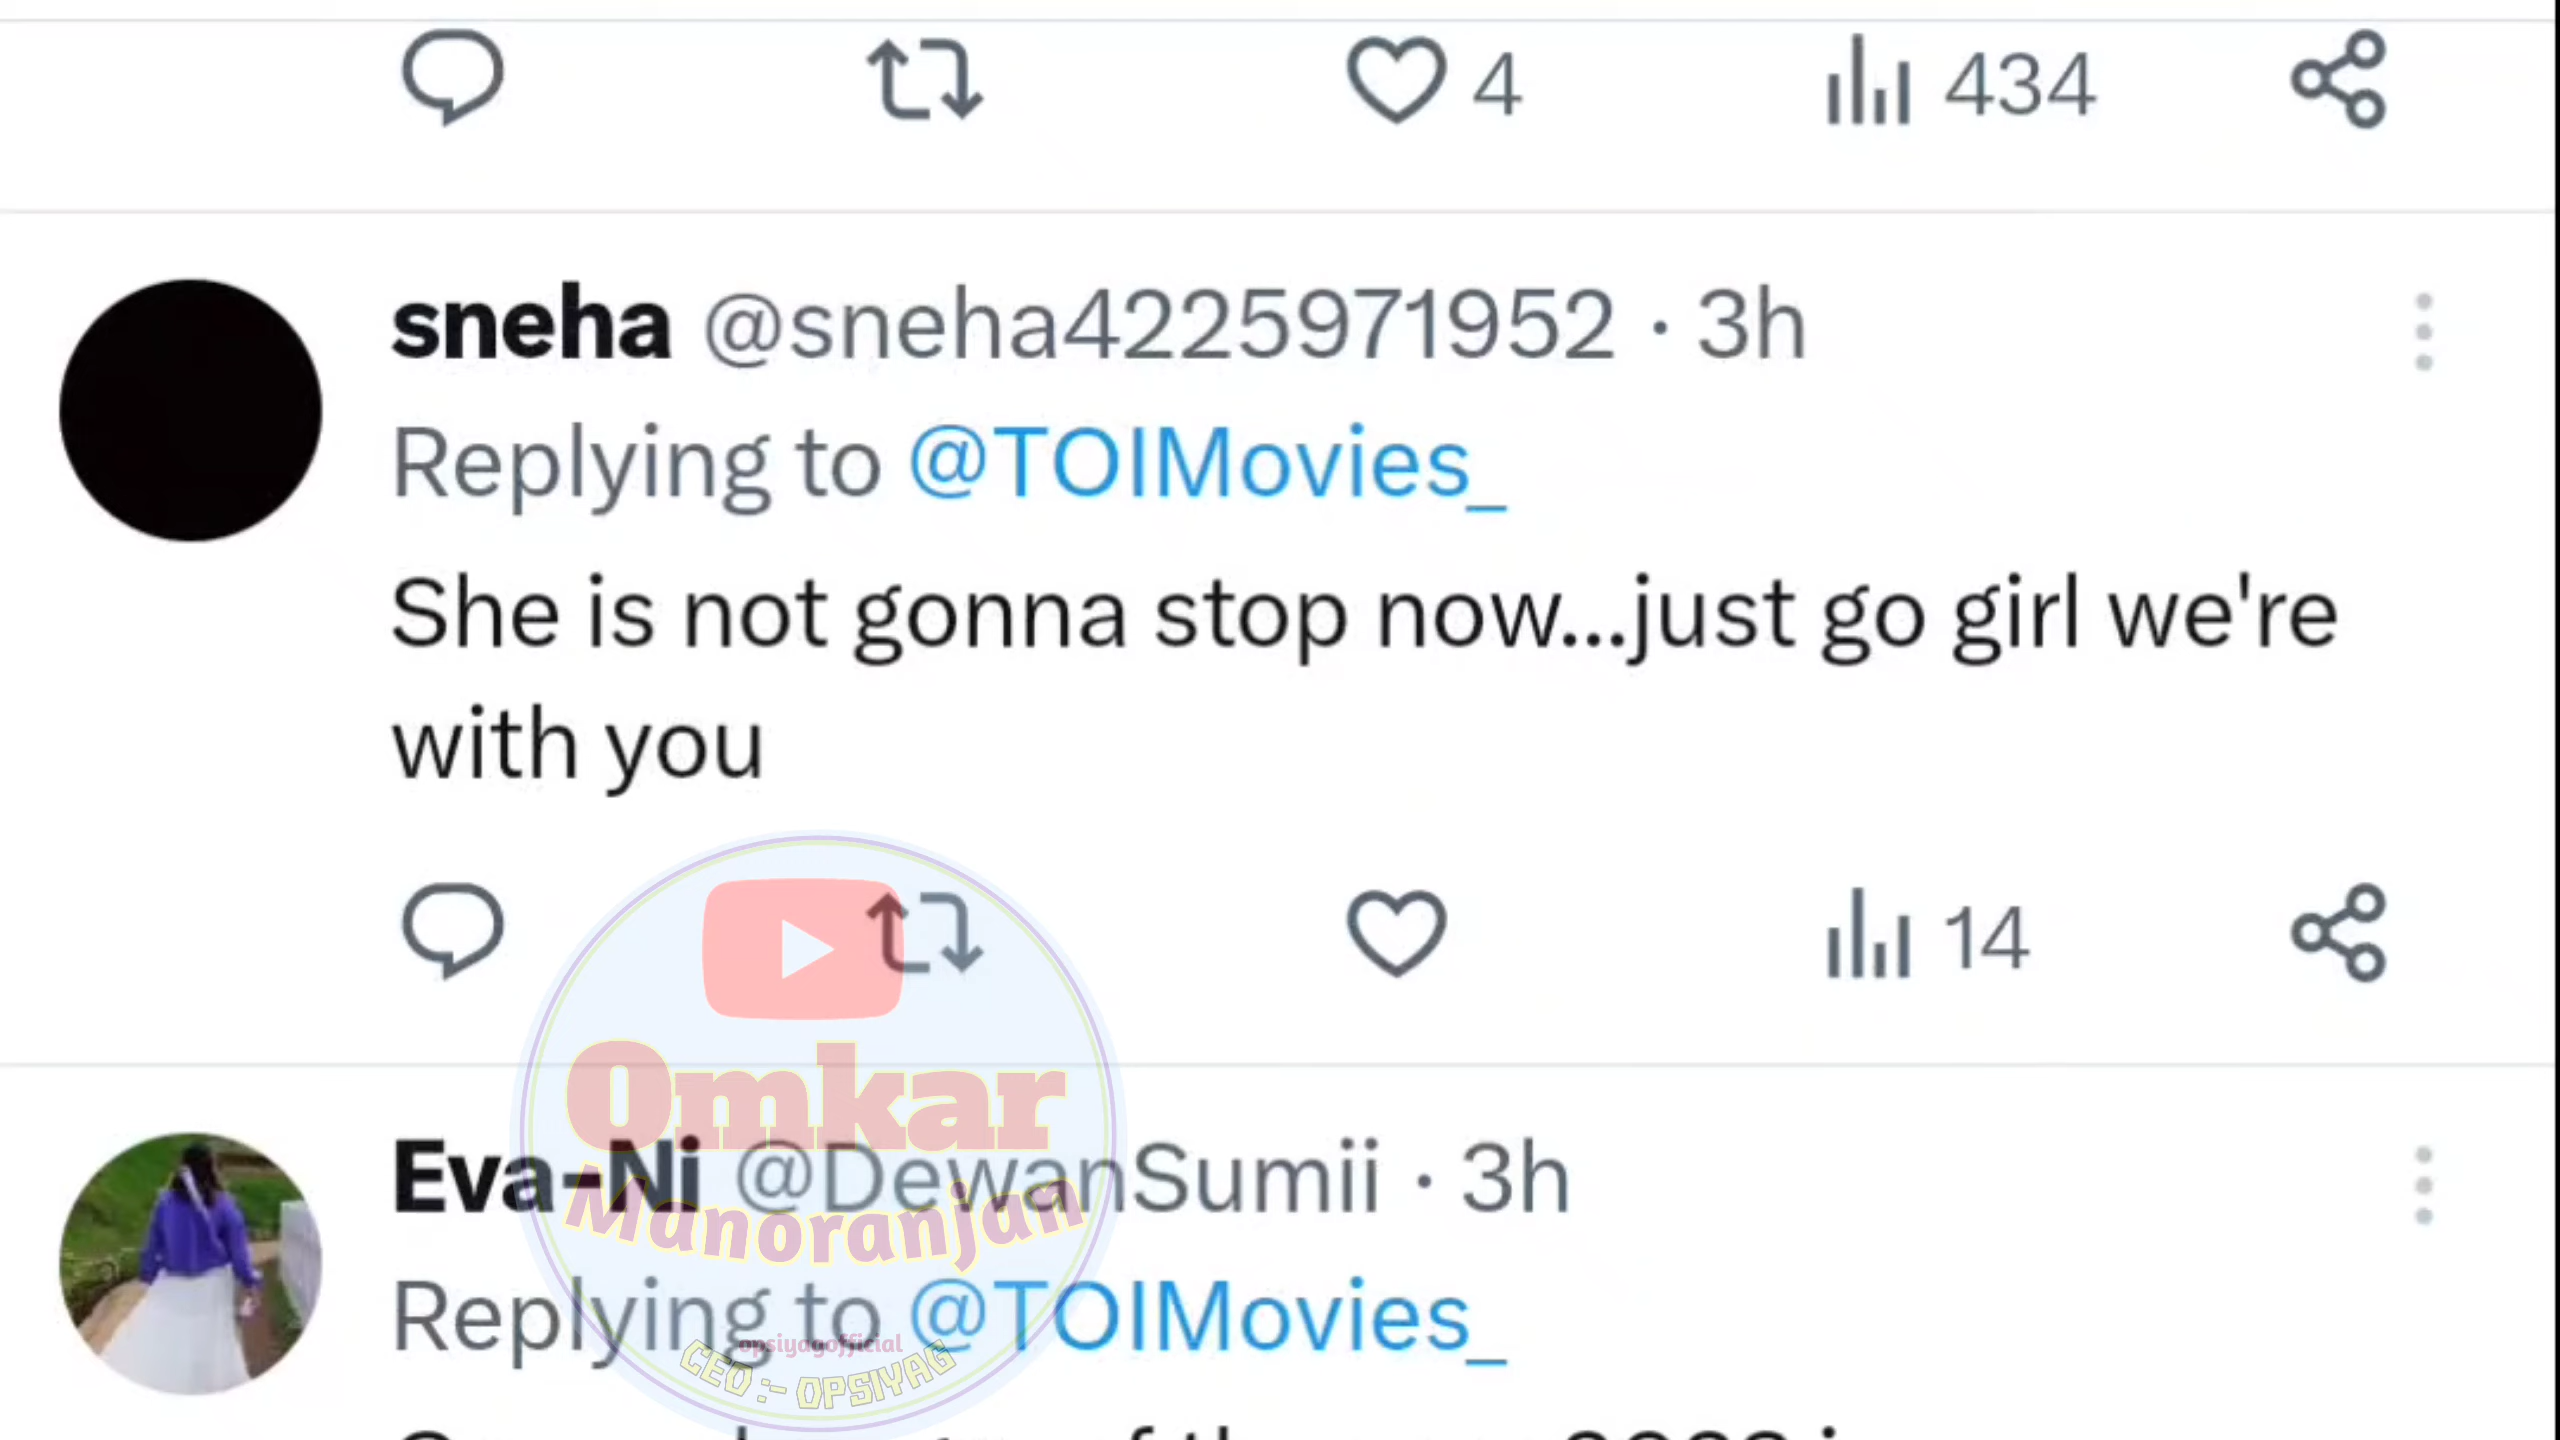 4 434
sneha @sneha4225971952 · 3h
Replying to @TOIMovies_
She is not gonna stop now...just go girl we're
with you
14
Omkar
Eva-Ni @DewanSumii · 3h
Manoranjan
Replying to @TOIMovies_
opsiyagofficial
CEO :- OPSIYAG